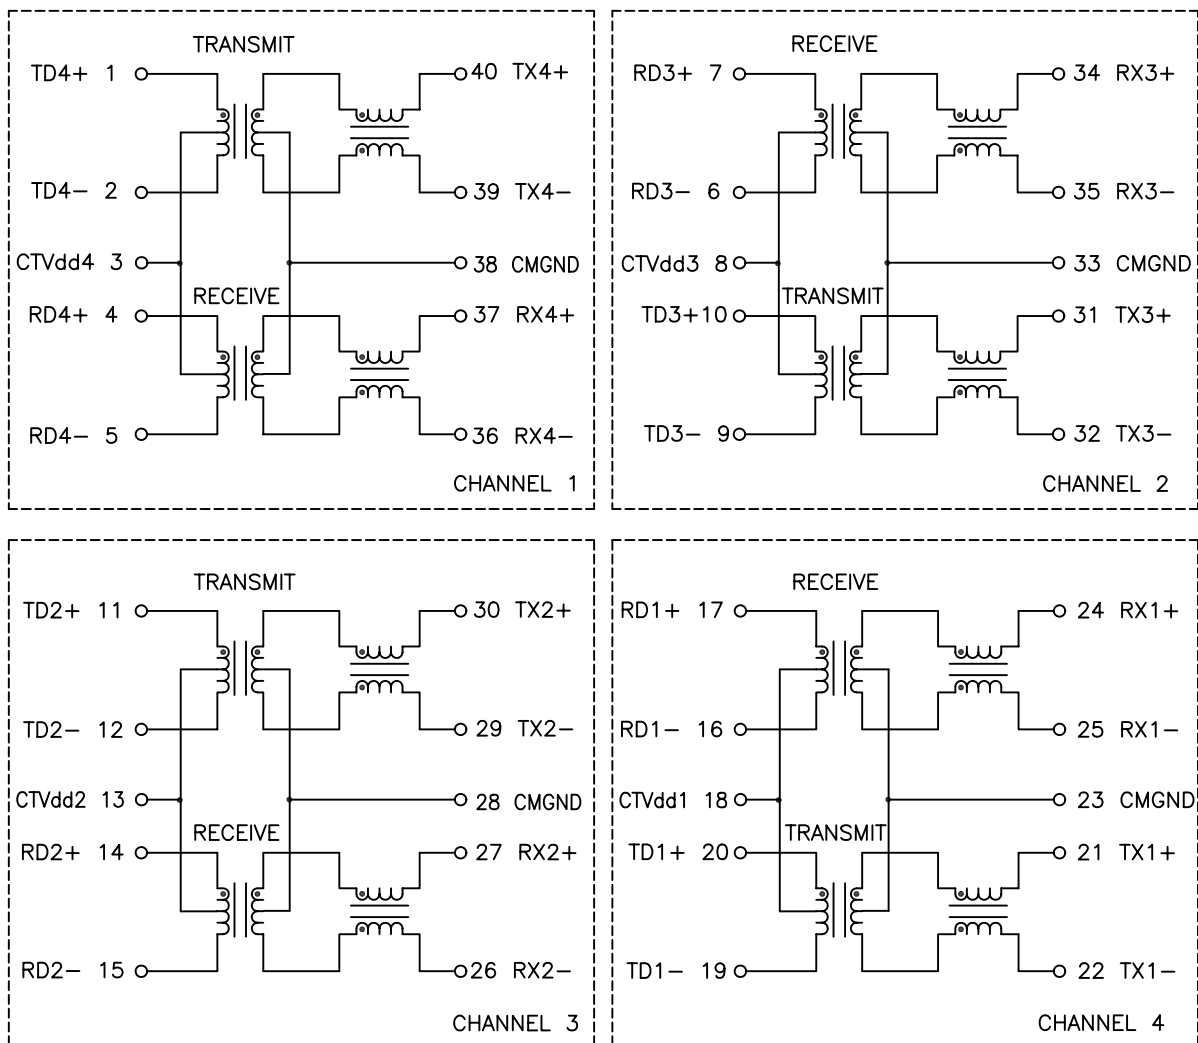 TRANSMIT
TD4+ 1
40 TX4+
TD4- 2
39 TX4-
CTVdd4 3
38 CMGND
RECEIVE
RD4+ 4
37 RX4+
RD4- 5
36 RX4-
CHANNEL 1
RECEIVE
RD3+ 7
34 RX3+
RD3- 6
35 RX3-
CTVdd3 8
33 CMGND
TRANSMIT
TD3+10
31 TX3+
TD3- 9
32 TX3-
CHANNEL 2
TRANSMIT
TD2+ 11
30 TX2+
TD2- 12
29 TX2-
CTVdd2 13
28 CMGND
RECEIVE
RD2+ 14
27 RX2+
RD2- 15
26 RX2-
CHANNEL 3
RECEIVE
RD1+ 17
24 RX1+
RD1- 16
25 RX1-
CTVdd1 18
23 CMGND
TRANSMIT
TD1+ 20
21 TX1+
TD1- 19
22 TX1-
CHANNEL 4